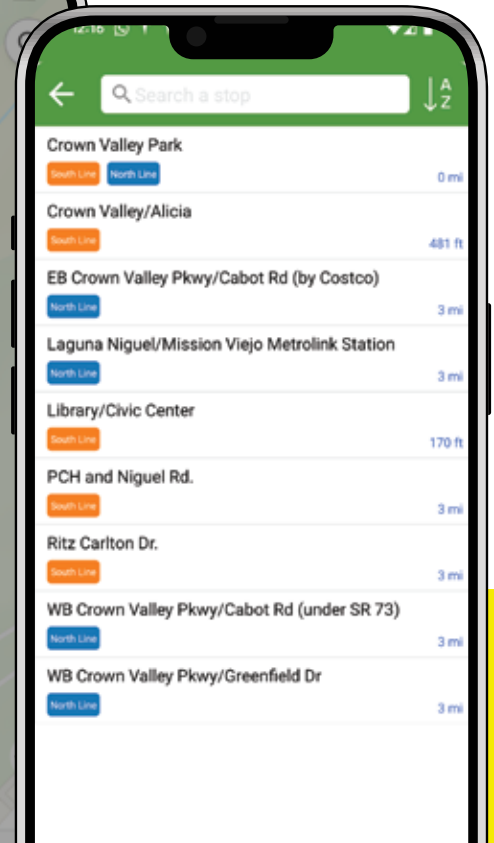 12:16
Search a stop
A
Z
Crown Valley Park
South Line North Line
0 mi
Crown Valley/Alicia
South Line
481 ft
EB Crown Valley Pkwy/Cabot Rd (by Costco)
North Line
3 mi
Laguna Niguel/Mission Viejo Metrolink Station
North Line
3 mi
Library/Civic Center
South Line
170 ft
PCH and Niguel Rd.
South Line
3 mi
Ritz Carlton Dr.
South Line
3 mi
WB Crown Valley Pkwy/Cabot Rd (under SR 73)
North Line
3 mi
WB Crown Valley Pkwy/Greenfield Dr
North Line
3 mi